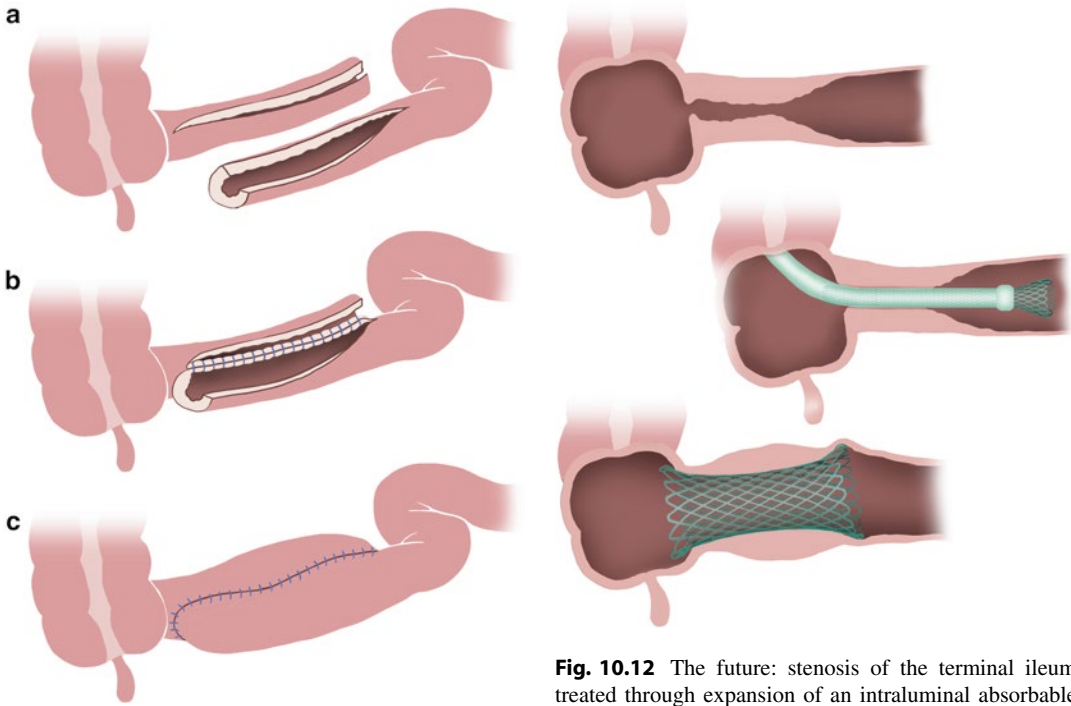 a
b
c
Fig. 10.12 The future: stenosis of the terminal ileum
treated through expansion of an intraluminal absorbable